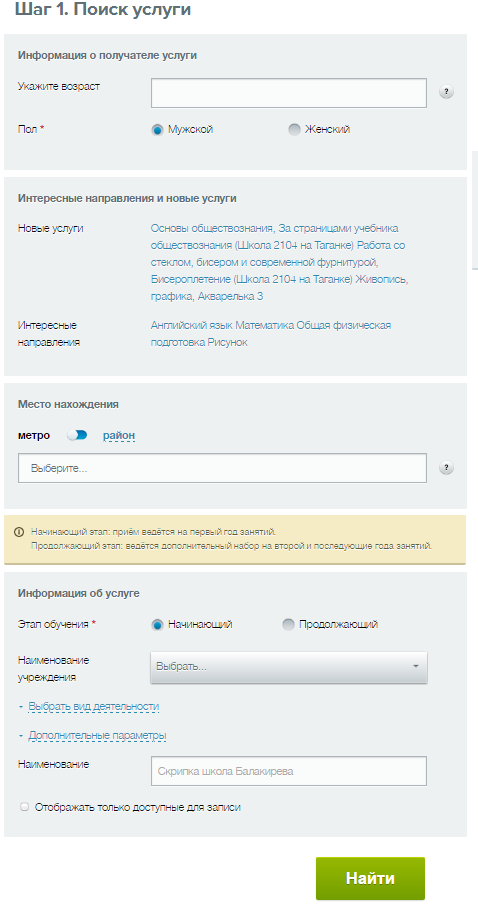 Шаг 1. Поиск услуги
Информация о получателе услуги
Укажите возраст
?
Пол *
Мужской
Женский
Интересные направления и новые услуги
Новые услуги
Основы обществознания, За страницами учебника
обществознания (Школа 2104 на Таганке) Работа со
стеклом, бисером и современной фурнитурой,
Бисероплетение (Школа 2104 на Таганке) Живопись,
графика, Акварелька 3
Интересные
направления
Английский язык Математика Общая физическая
подготовка Рисунок
Место нахождения
метро
район
Выберите...
?
Начинающий этап: приём ведётся на первый год занятий.
Продолжающий этап: ведётся дополнительный набор на второй и последующие года занятий.
Информация об услуге
Этап обучения *
Начинающий
Продолжающий
Наименование
учреждения
Выбрать...
Выбрать вид деятельности
Дополнительные параметры
Наименование
Скрипка школа Балакирева
Отображать только доступные для записи
Найти